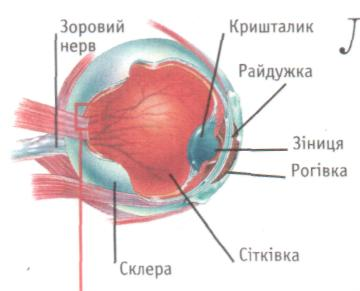 Зоровий
нерв
Кришталик
Райдужка
Зіниця
Рогівка
Сітківка
Склера